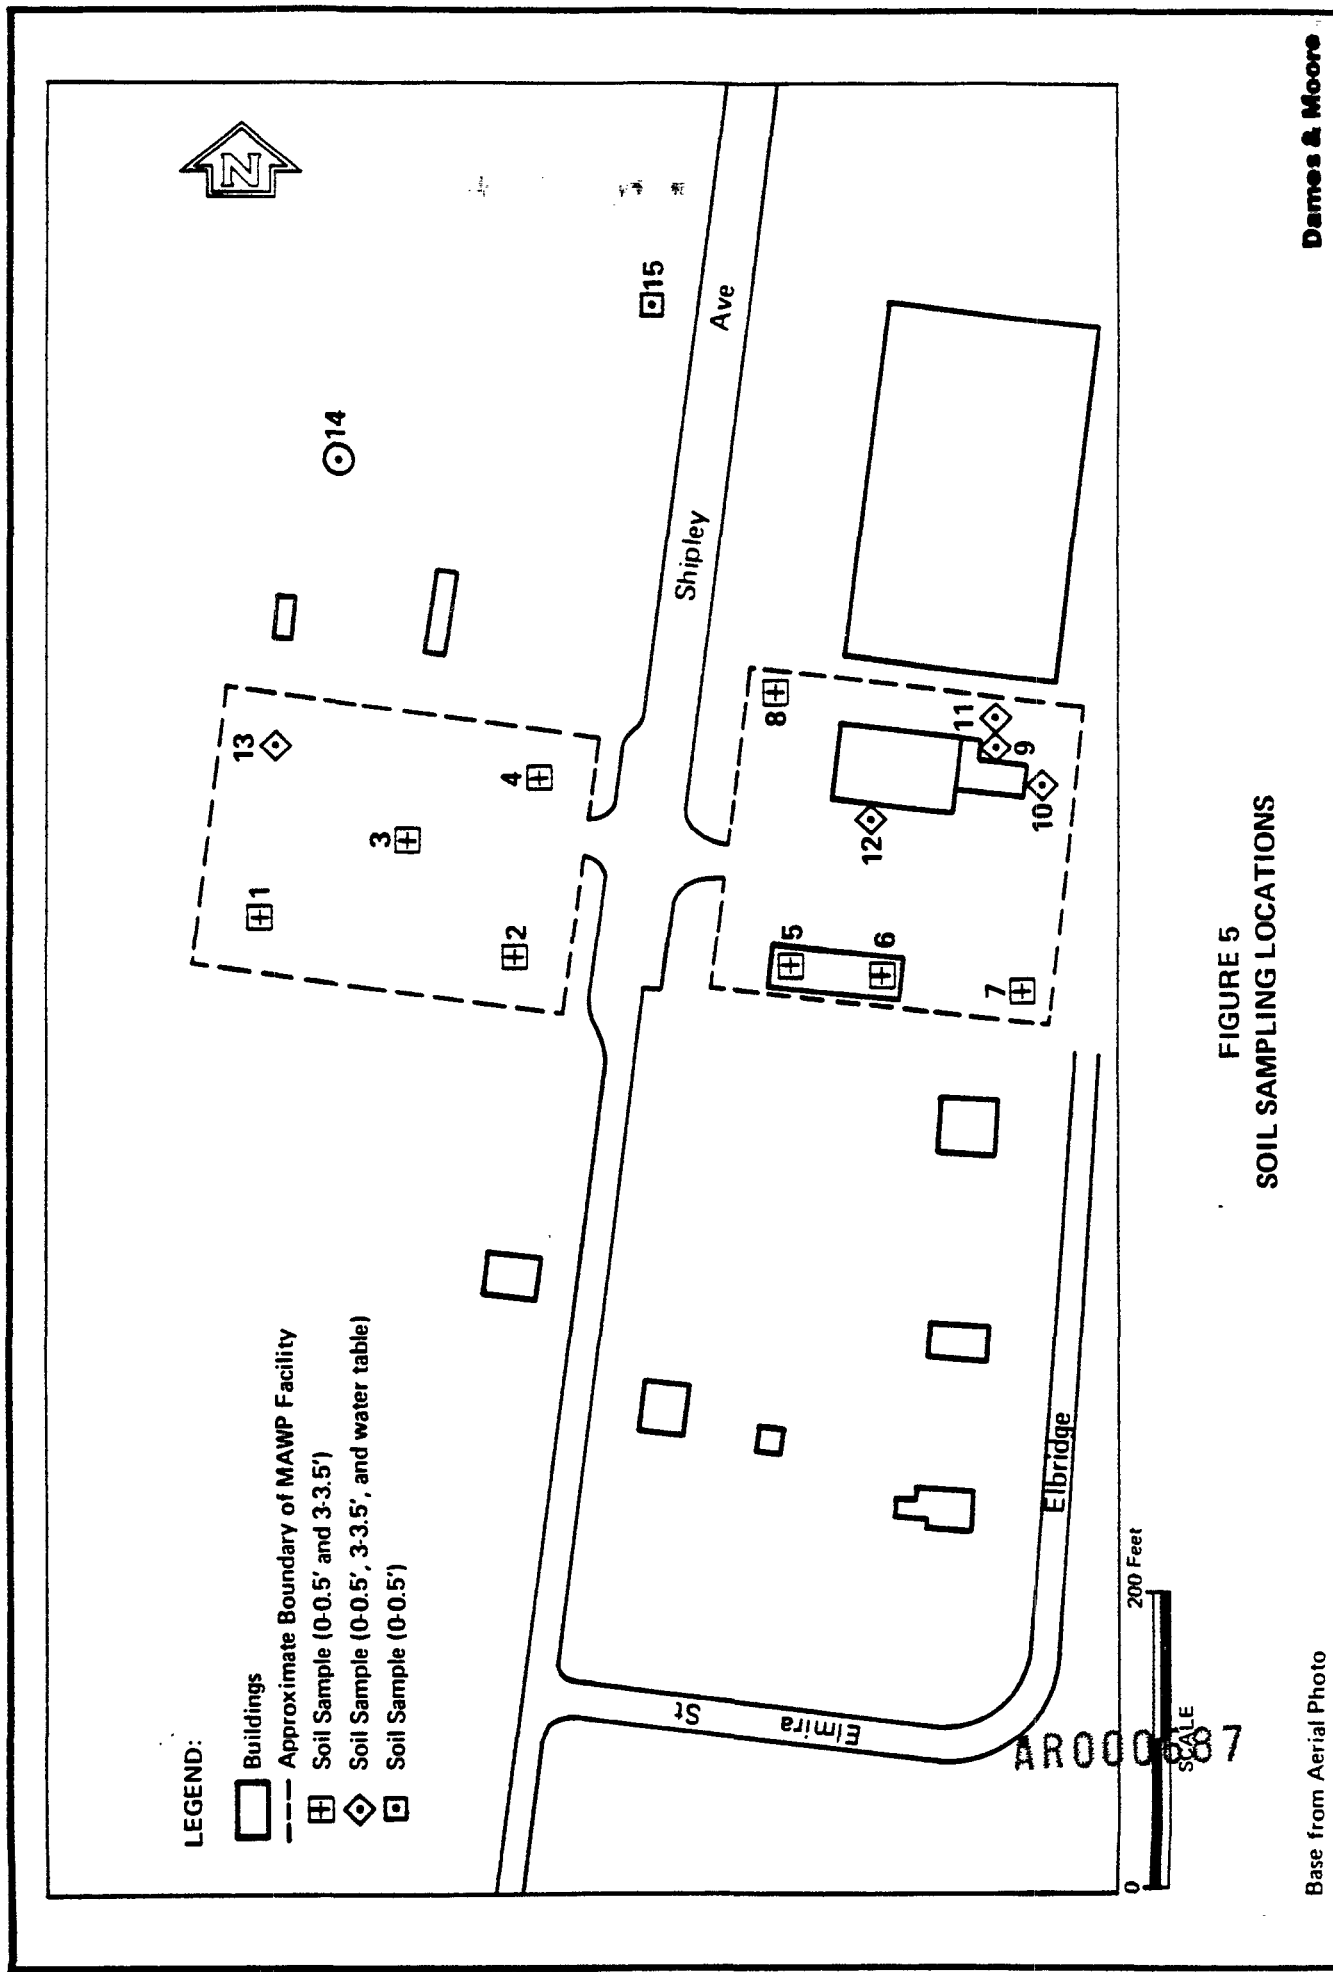 LEGEND:
Buildings
Approximate Boundary of MAWP Facility
Soil Sample (0-0.5' and 3-3.5')
Soil Sample (0-0.5', 3-3.5', and water table)
Soil Sample (0-0.5')
N
1
2
3
4
13
14
15
Shipley Ave
5
6
7
8
12
10
9
11
Elmira St
Elbridge
0
200 Feet
SCALE
Base from Aerial Photo
FIGURE 5
SOIL SAMPLING LOCATIONS
Dames & Moore